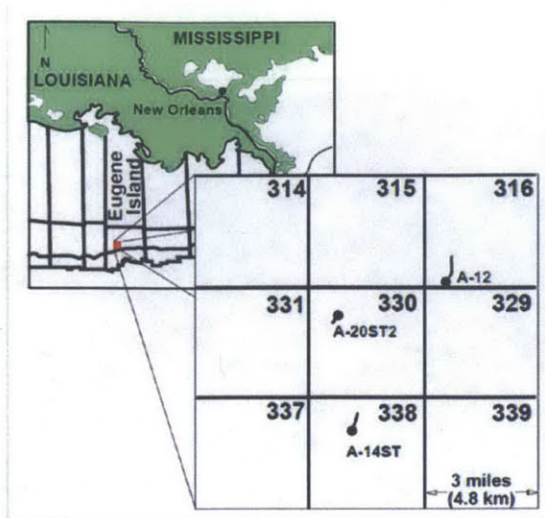 MISSISSIPPI
N
LOUISIANA
New Orleans
Eugene
Island
314
315
316
A-12
331
330
329
A-20ST2
337
338
339
A-14ST
3 miles
(4.8 km)